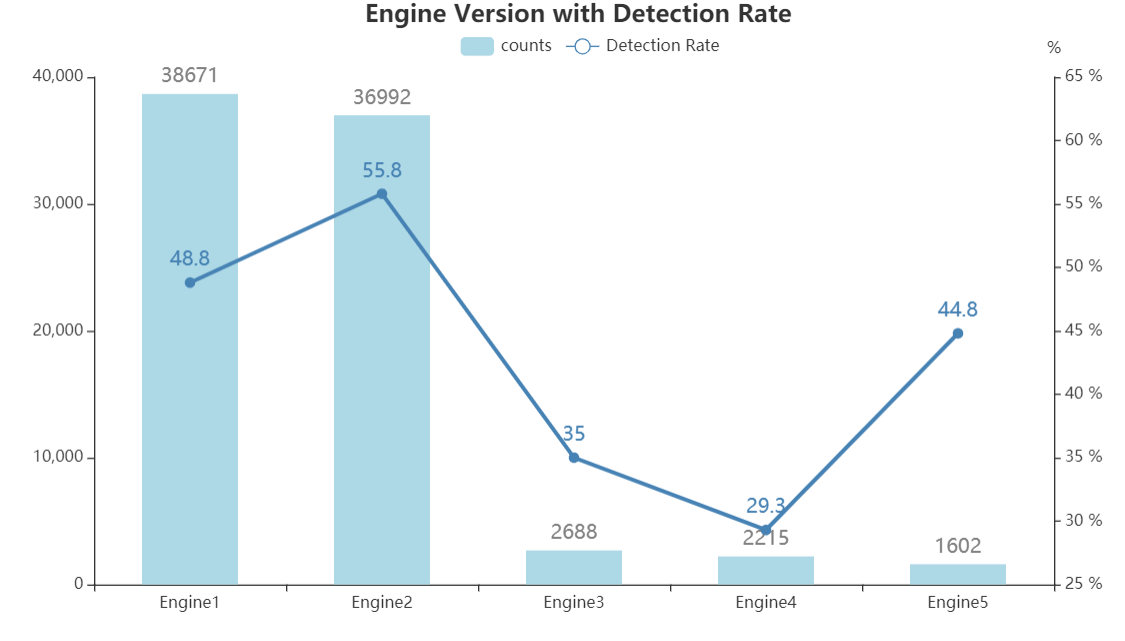 Engine Version with Detection Rate
counts Detection Rate
%
40,000 38671 65 %
36992
60 %
55.8
30,000 55 %
48.8 50 %
44.8
20,000 45 %
40 %
35
10,000 35 %
29.3
30 %
2688 2215 1602
0 25 %
Engine1 Engine2 Engine3 Engine4 Engine5